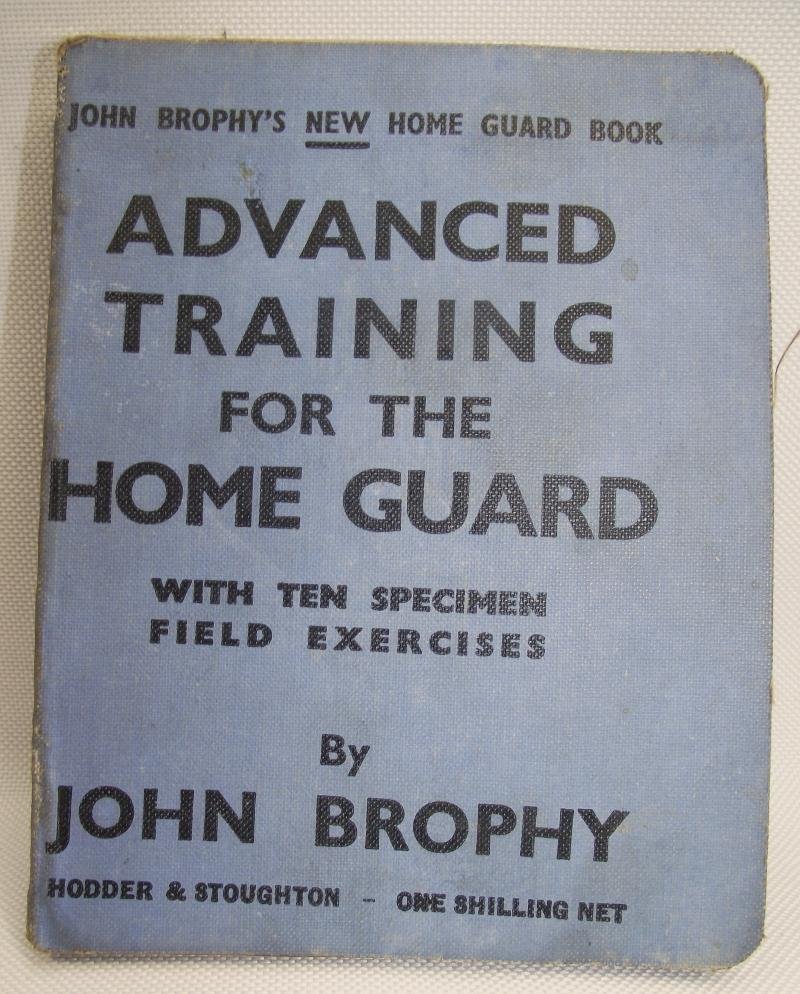 JOHN BROPHY'S NEW HOME GUARD BOOK
ADVANCED
TRAINING
FOR THE
HOME GUARD
WITH TEN SPECIMEN
FIELD EXERCISES
By
JOHN BROPHY
HODDER & STOUGHTON – ONE SHILLING NET